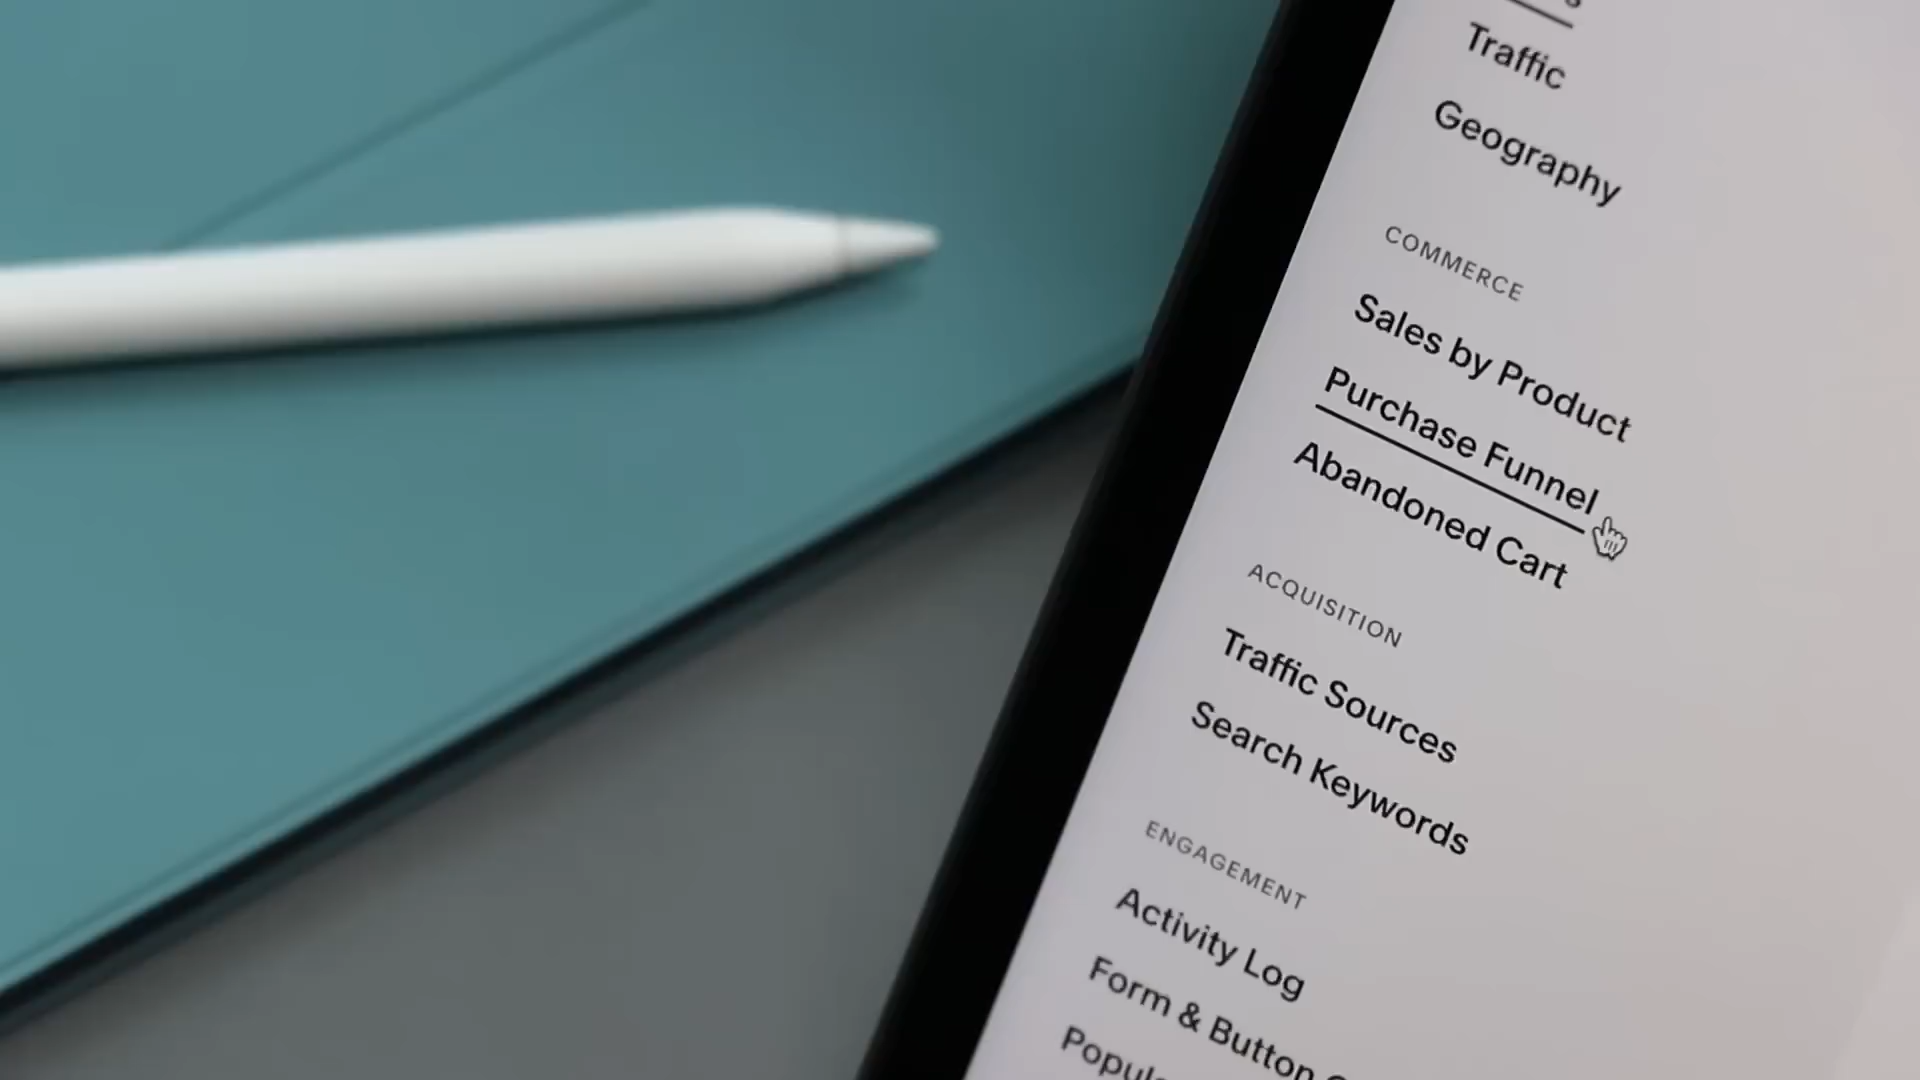 Traffic
Geography
COMMERCE
Sales by Product
Purchase Funnel
Abandoned Cart
ACQUISITION
Traffic Sources
Search Keywords
ENGAGEMENT
Activity Log
Form & Button